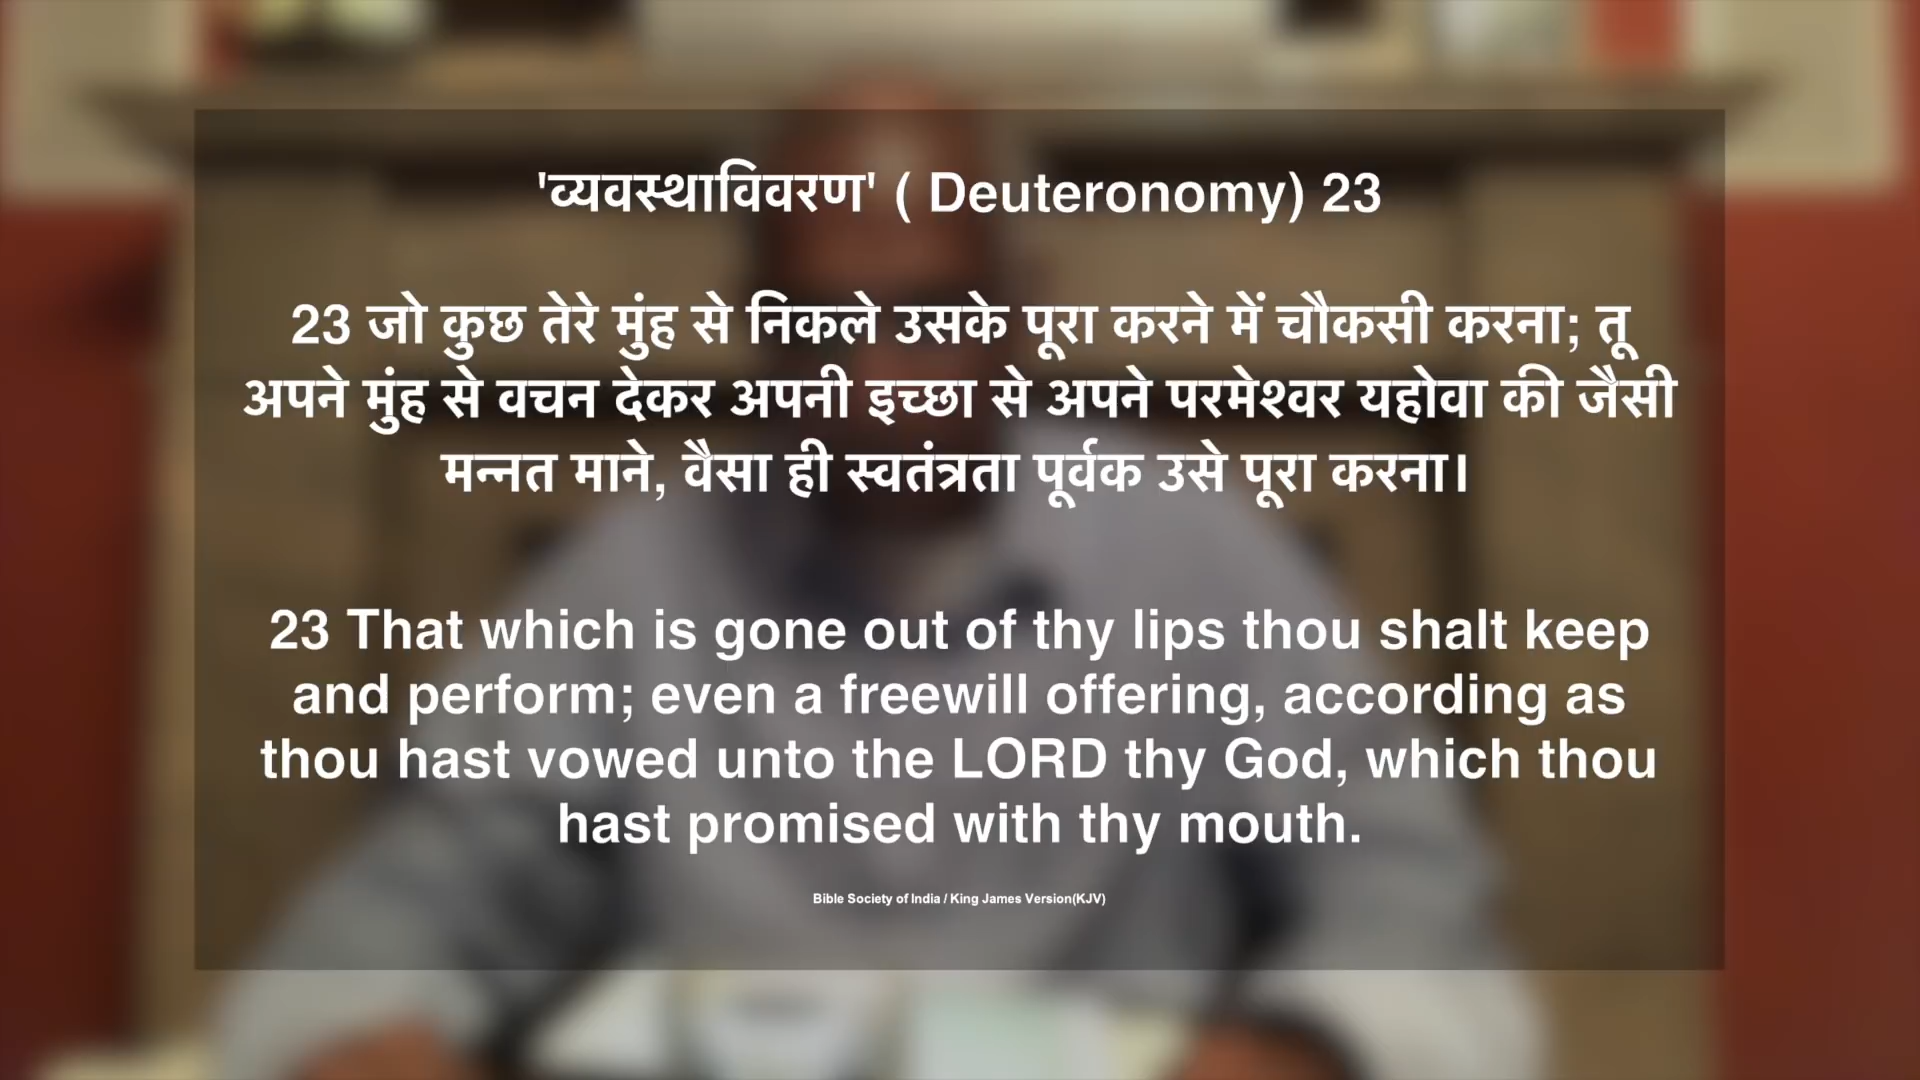 'व्यवस्थाविवरण' ( Deuteronomy) 23
23 जो कुछ तेरे मुंह से निकले उसके पूरा करने में चौकसी करना; तू
अपने मुंह से वचन देकर अपनी इच्छा से अपने परमेश्वर यहोवा की जैसी
मन्नत माने, वैसा ही स्वतंत्रता पूर्वक उसे पूरा करना।
23 That which is gone out of thy lips thou shalt keep
and perform; even a freewill offering, according as
thou hast vowed unto the LORD thy God, which thou
hast promised with thy mouth.
Bible Society of India / King James Version(KJV)